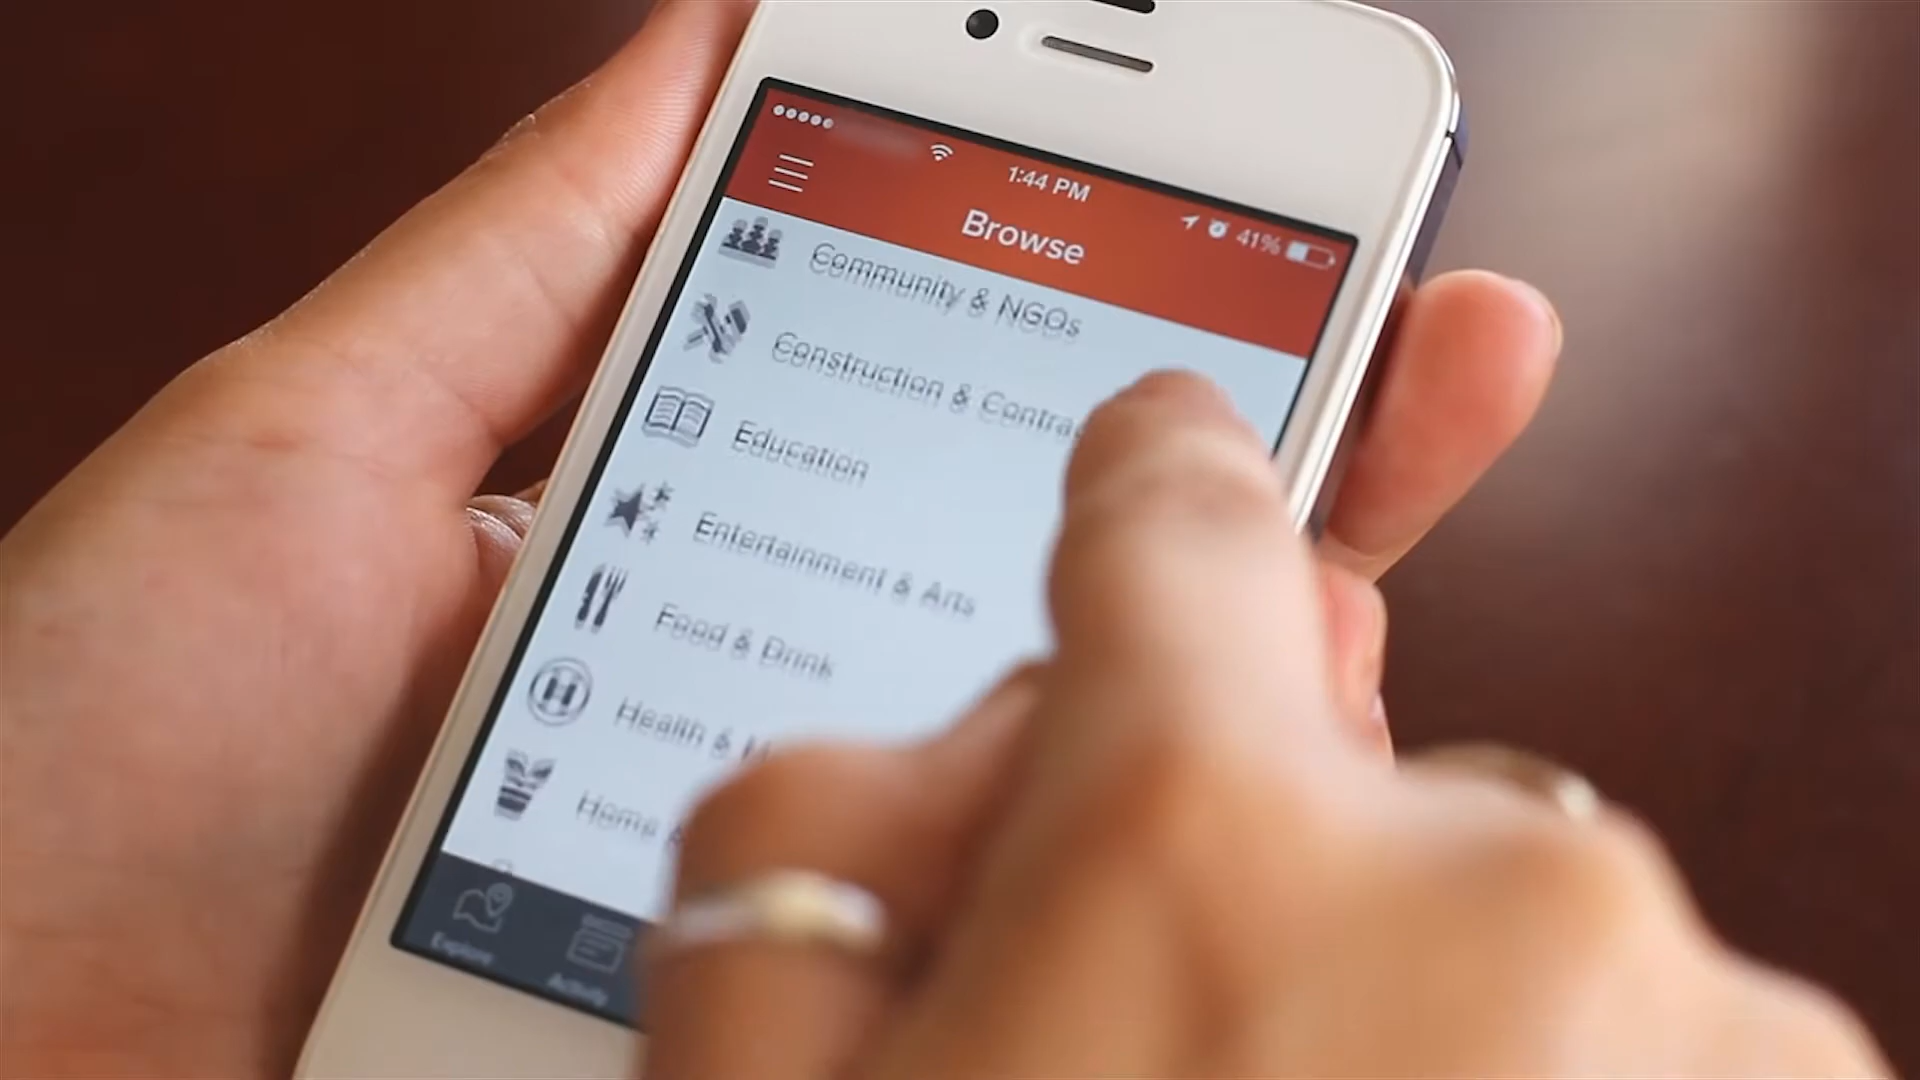 1:44 PM
41%
Browse
Community & NGOs
Construction & Contra
Education
Entertainment & Arts
Food & Drink
Health &
Home &
Explore
Activity